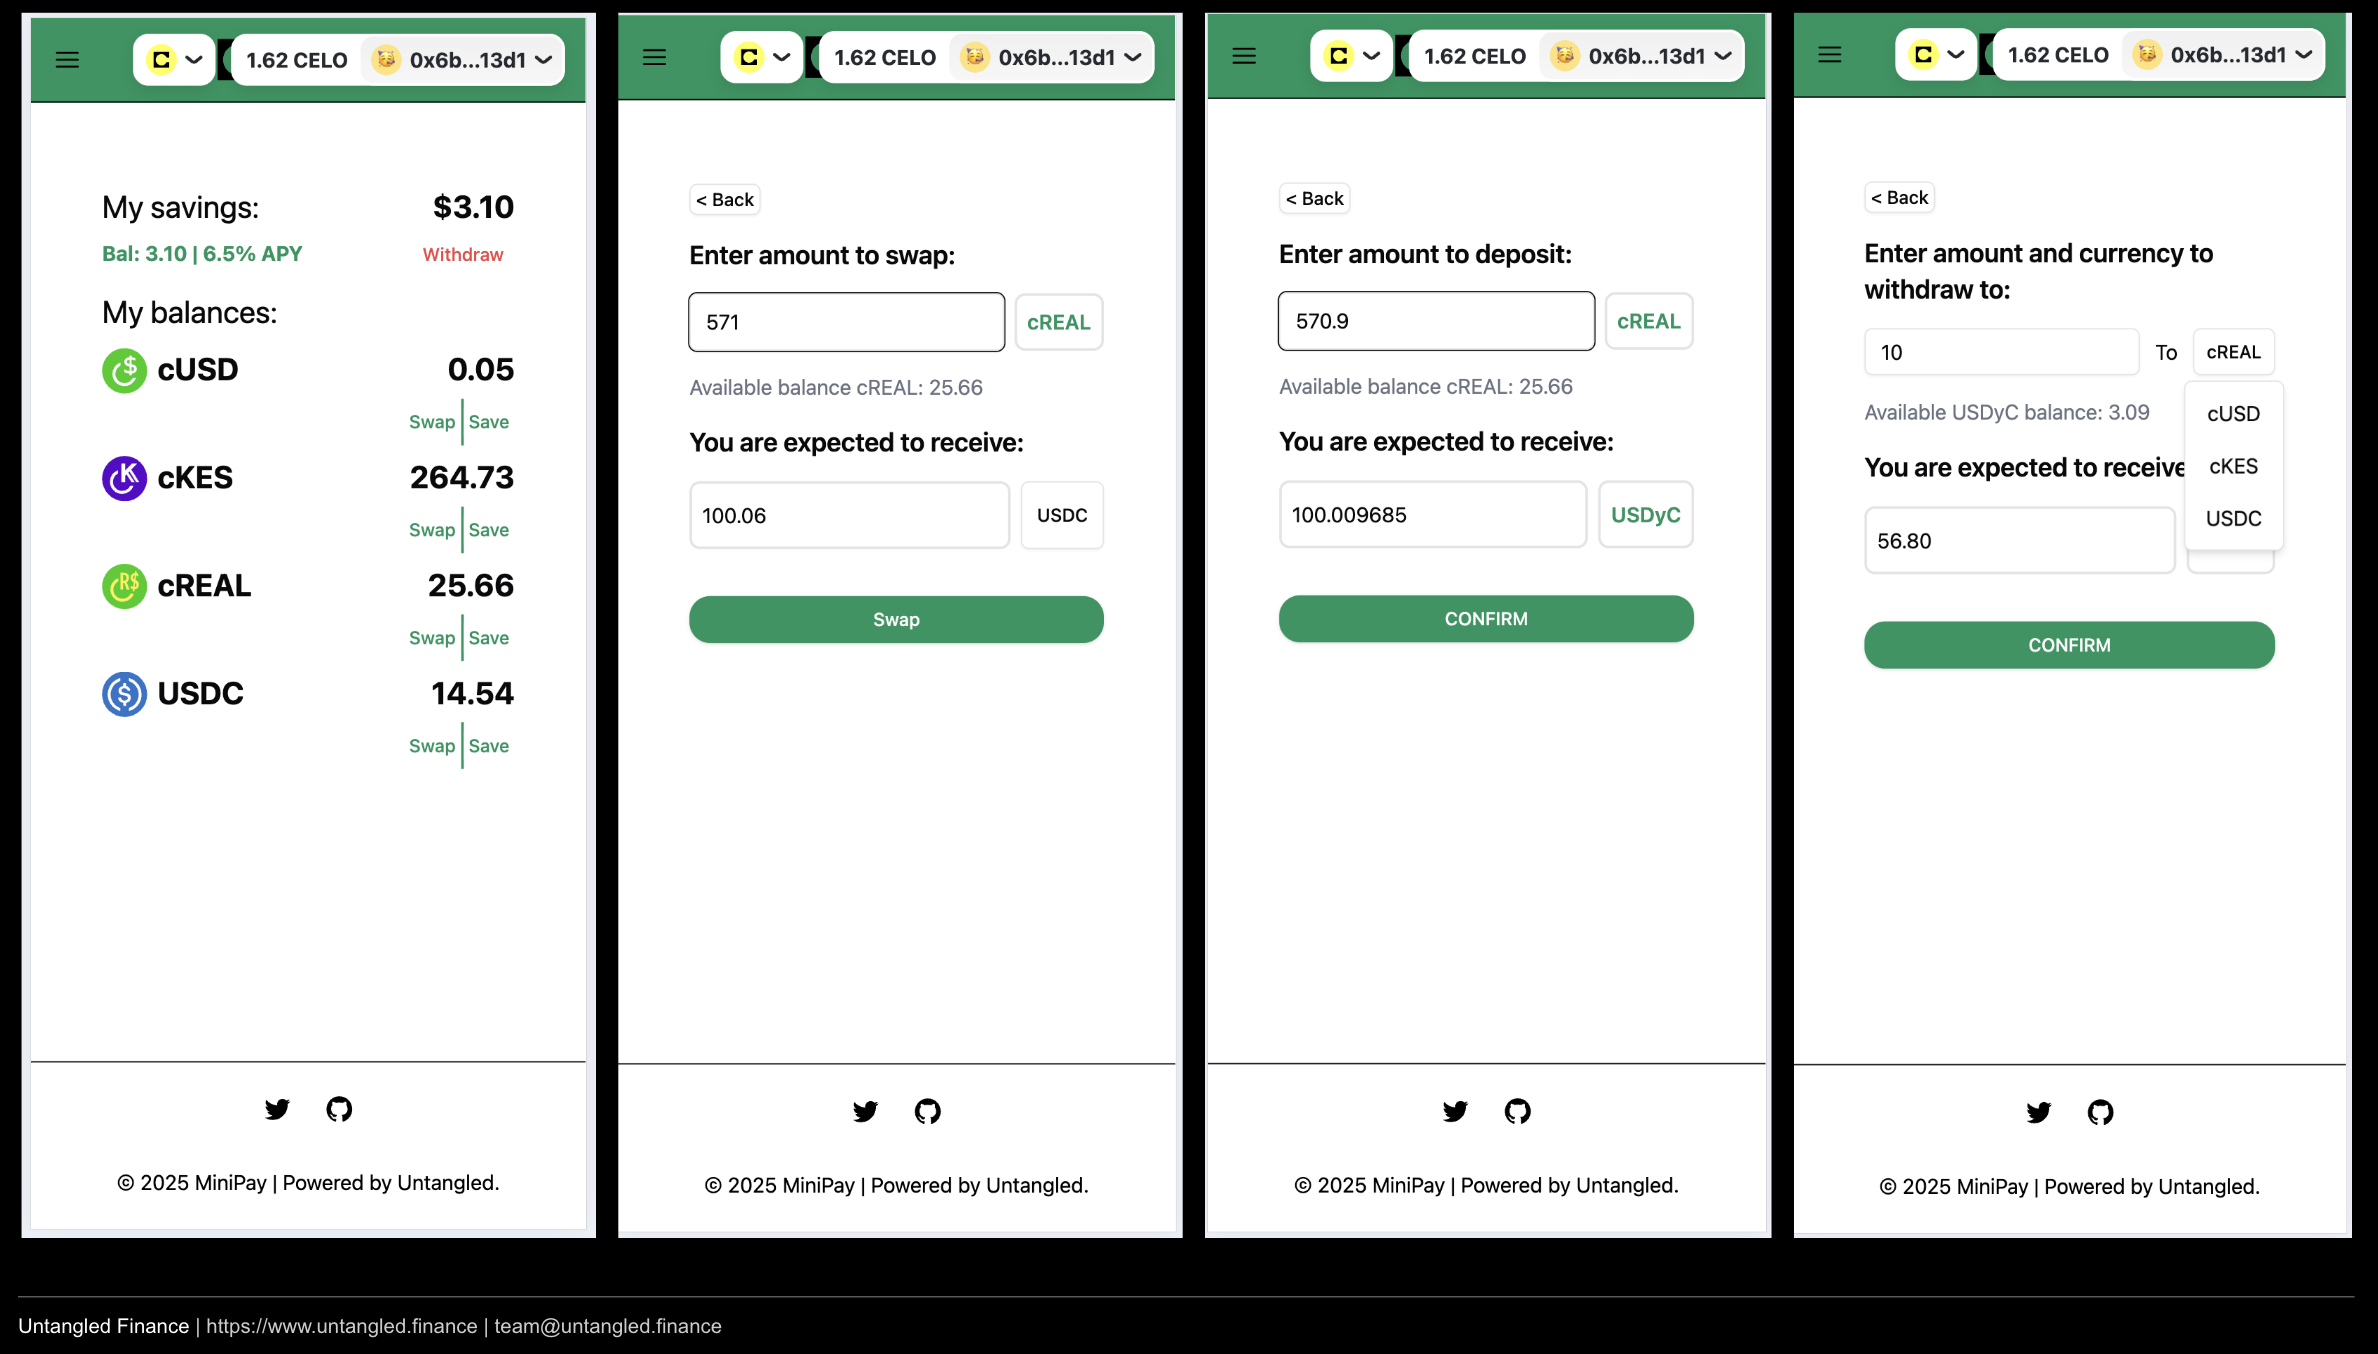 1.62 CELO 0x6b...13d1
My savings: $3.10
Bal: 3.10 | 6.5% APY Withdraw
My balances:
cUSD 0.05
Swap Save
cKES 264.73
Swap Save
cREAL 25.66
Swap Save
USDC 14.54
Swap Save
© 2025 MiniPay | Powered by Untangled.
1.62 CELO 0x6b...13d1
< Back
Enter amount to swap:
571 cREAL
Available balance cREAL: 25.66
You are expected to receive:
100.06 USDC
Swap
© 2025 MiniPay | Powered by Untangled.
1.62 CELO 0x6b...13d1
< Back
Enter amount to deposit:
570.9 cREAL
Available balance cREAL: 25.66
You are expected to receive:
100.009685 USDyC
CONFIRM
© 2025 MiniPay | Powered by Untangled.
1.62 CELO 0x6b...13d1
< Back
Enter amount and currency to
withdraw to:
10 To cREAL
Available USDyC balance: 3.09
cUSD
cKES
USDC
You are expected to receive
56.80
CONFIRM
© 2025 MiniPay | Powered by Untangled.
Untangled Finance | https://www.untangled.finance | team@untangled.finance